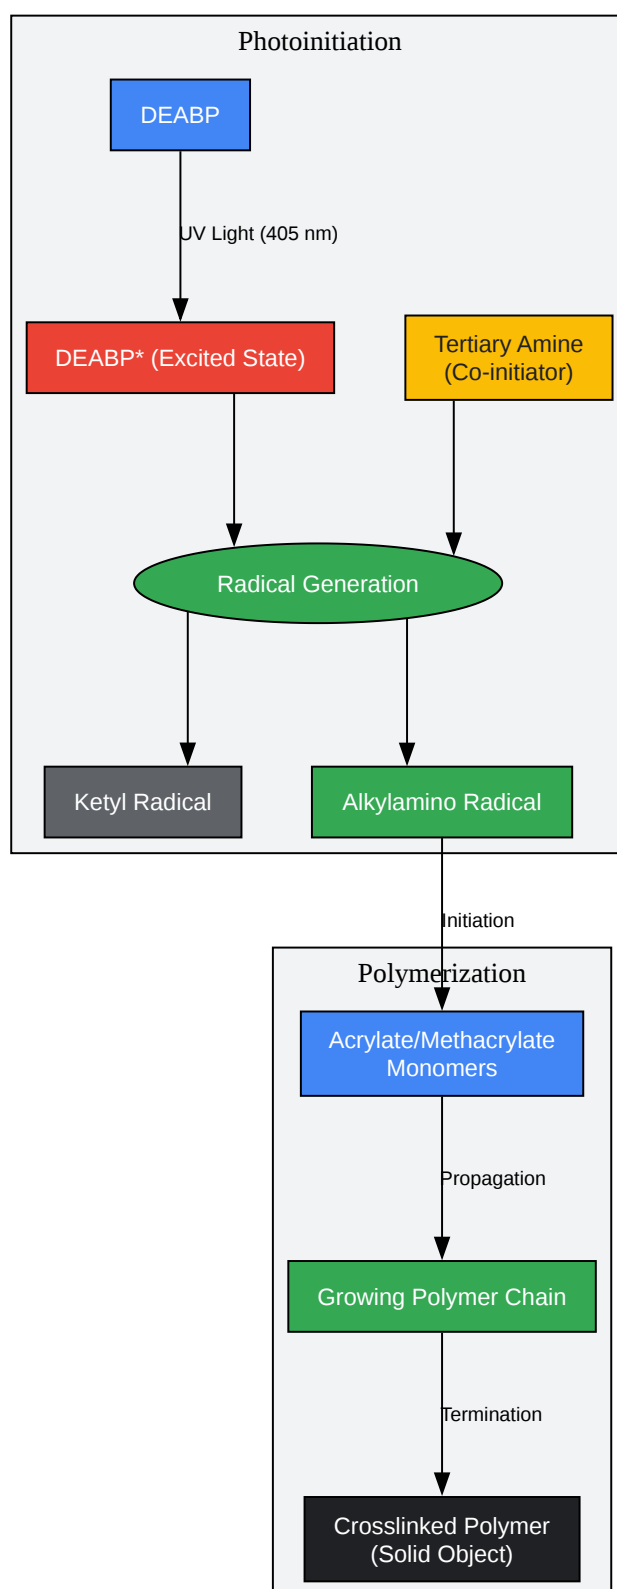 Photoinitiation
DEABP
UV Light (405 nm)
DEABP* (Excited State)
Tertiary Amine
(Co-initiator)
Radical Generation
Ketyl Radical
Alkylamino Radical
Initiation
Polymerization
Acrylate/Methacrylate
Monomers
Propagation
Growing Polymer Chain
Termination
Crosslinked Polymer
(Solid Object)